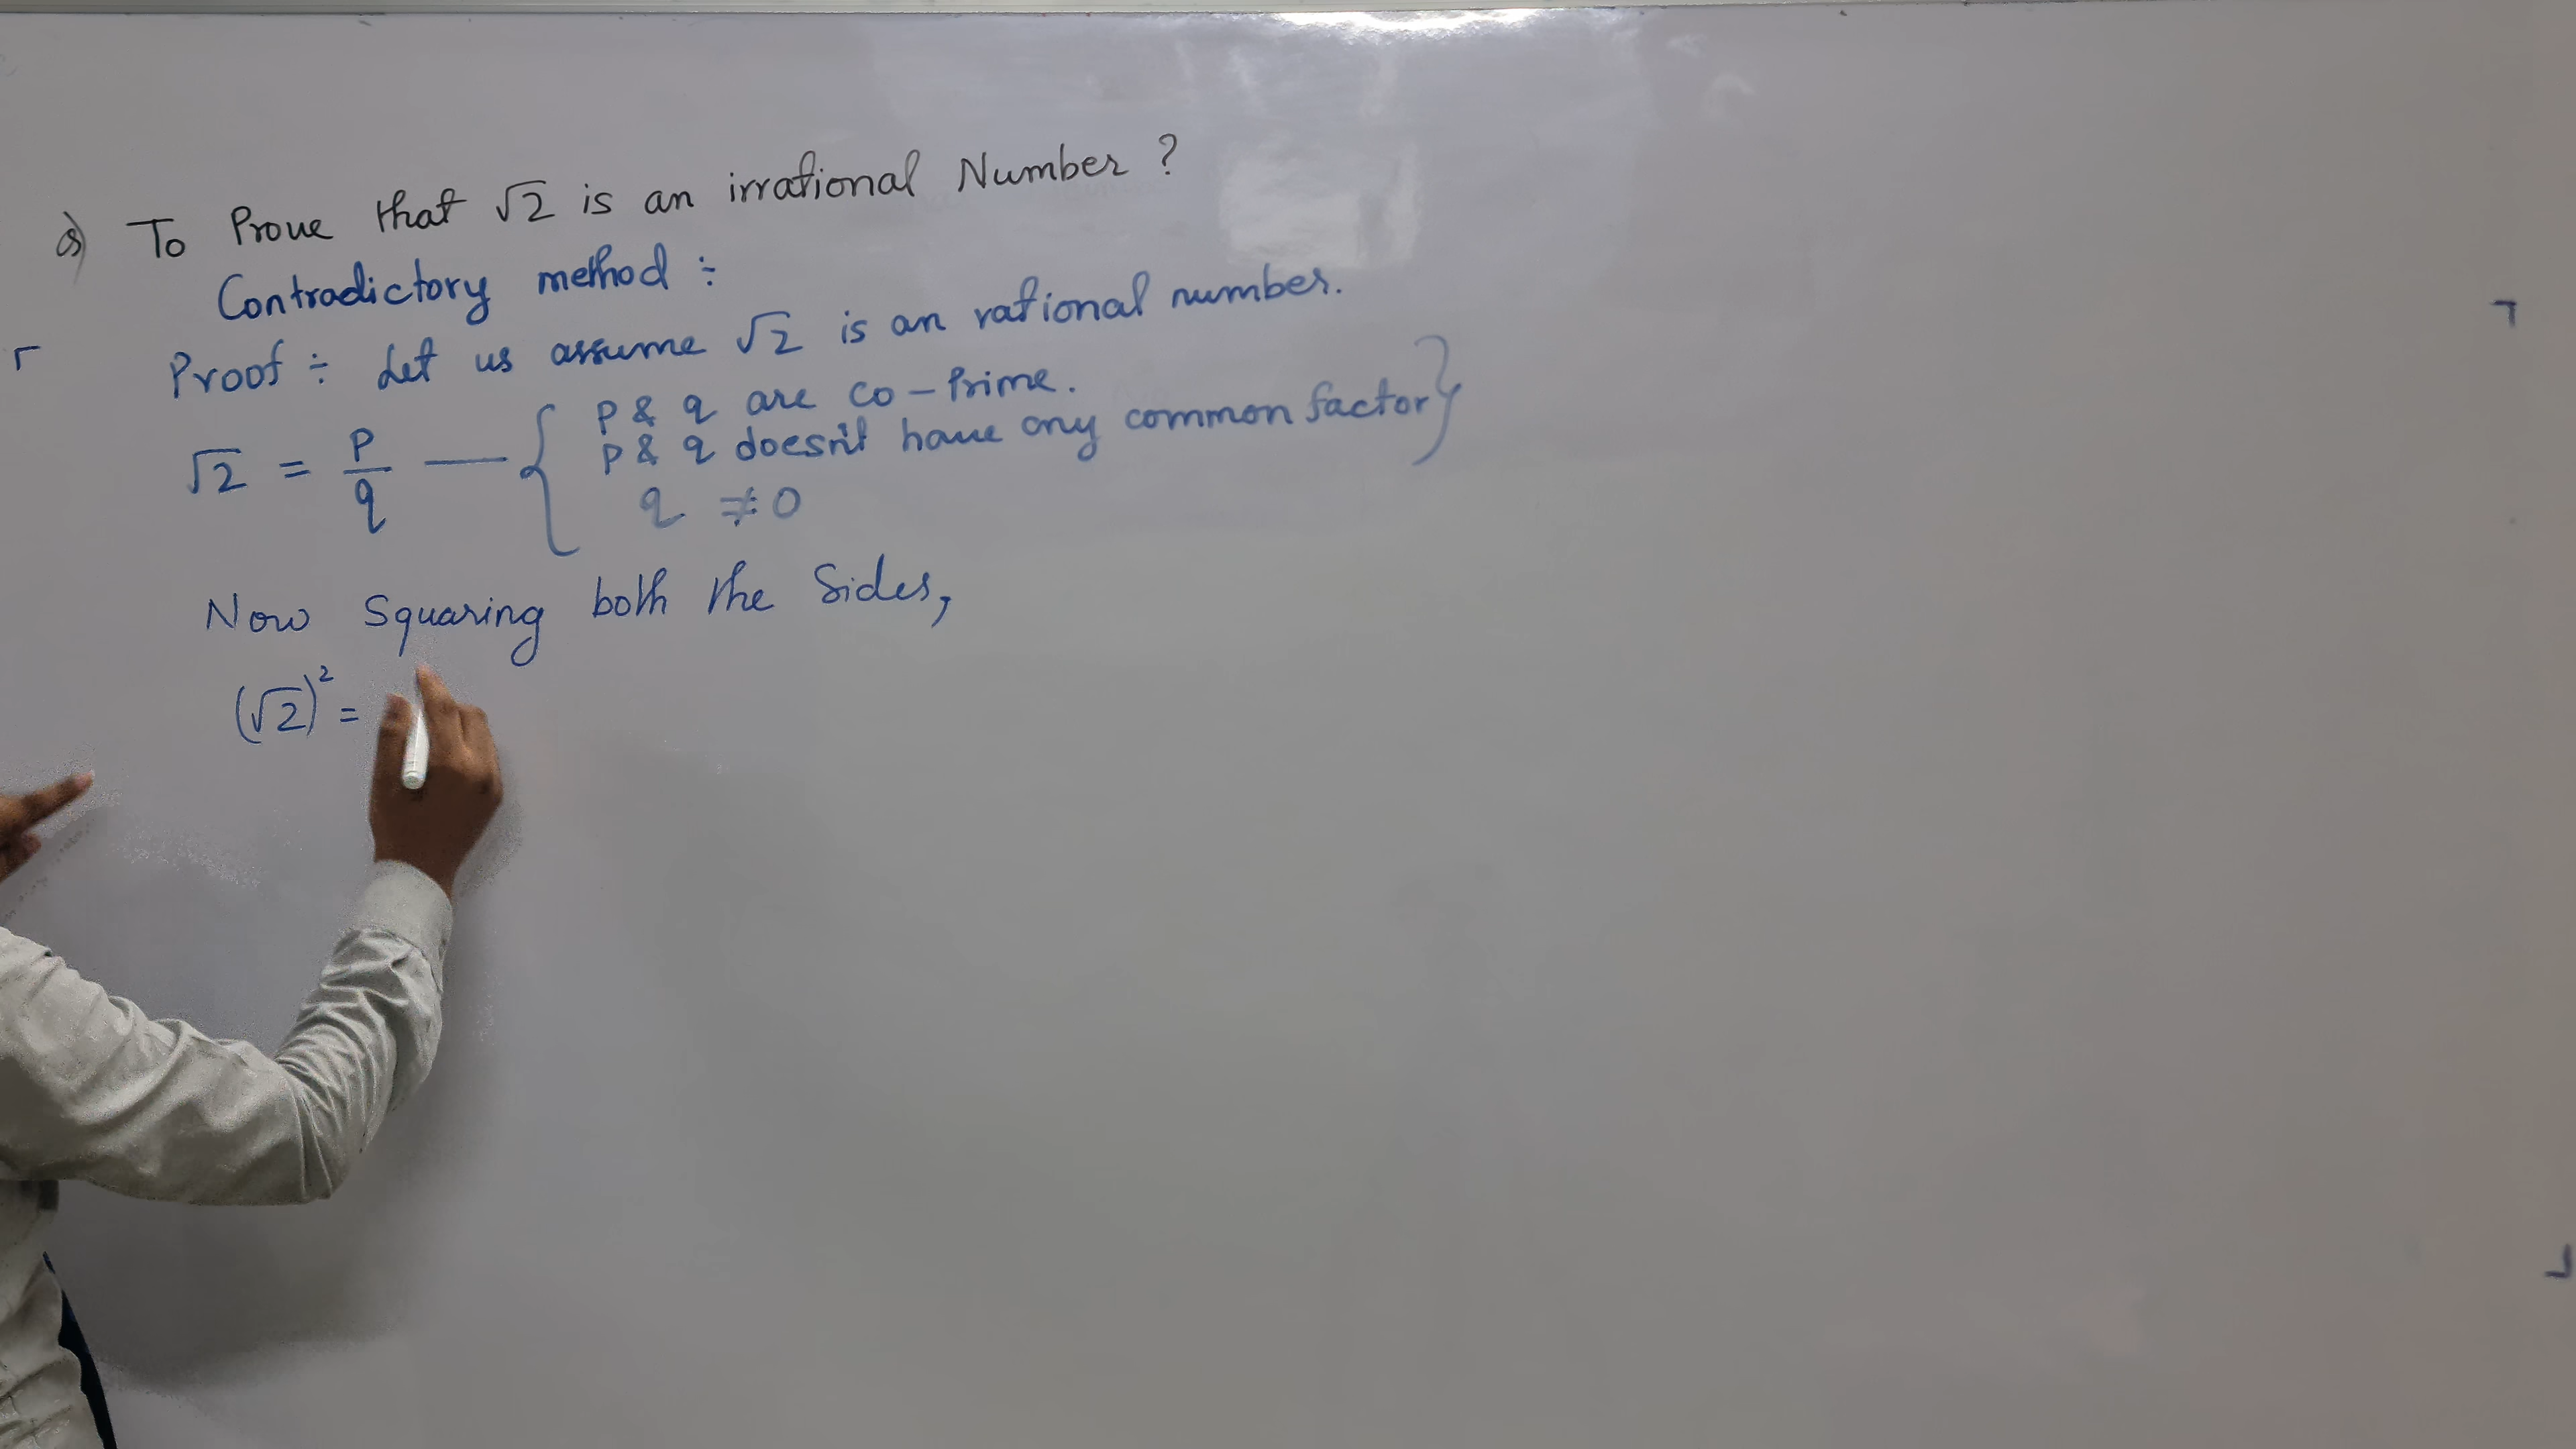 Q) To Prove that √2 is an irrational Number ?
Contradictory method ÷
Proof ÷ Let us assume √2 is an rational number.
√2 = p/q — { p & q are co-Prime.
p & q doesn't have any common factor }
q ≠ 0
Now Squaring both the Sides,
(√2)² =